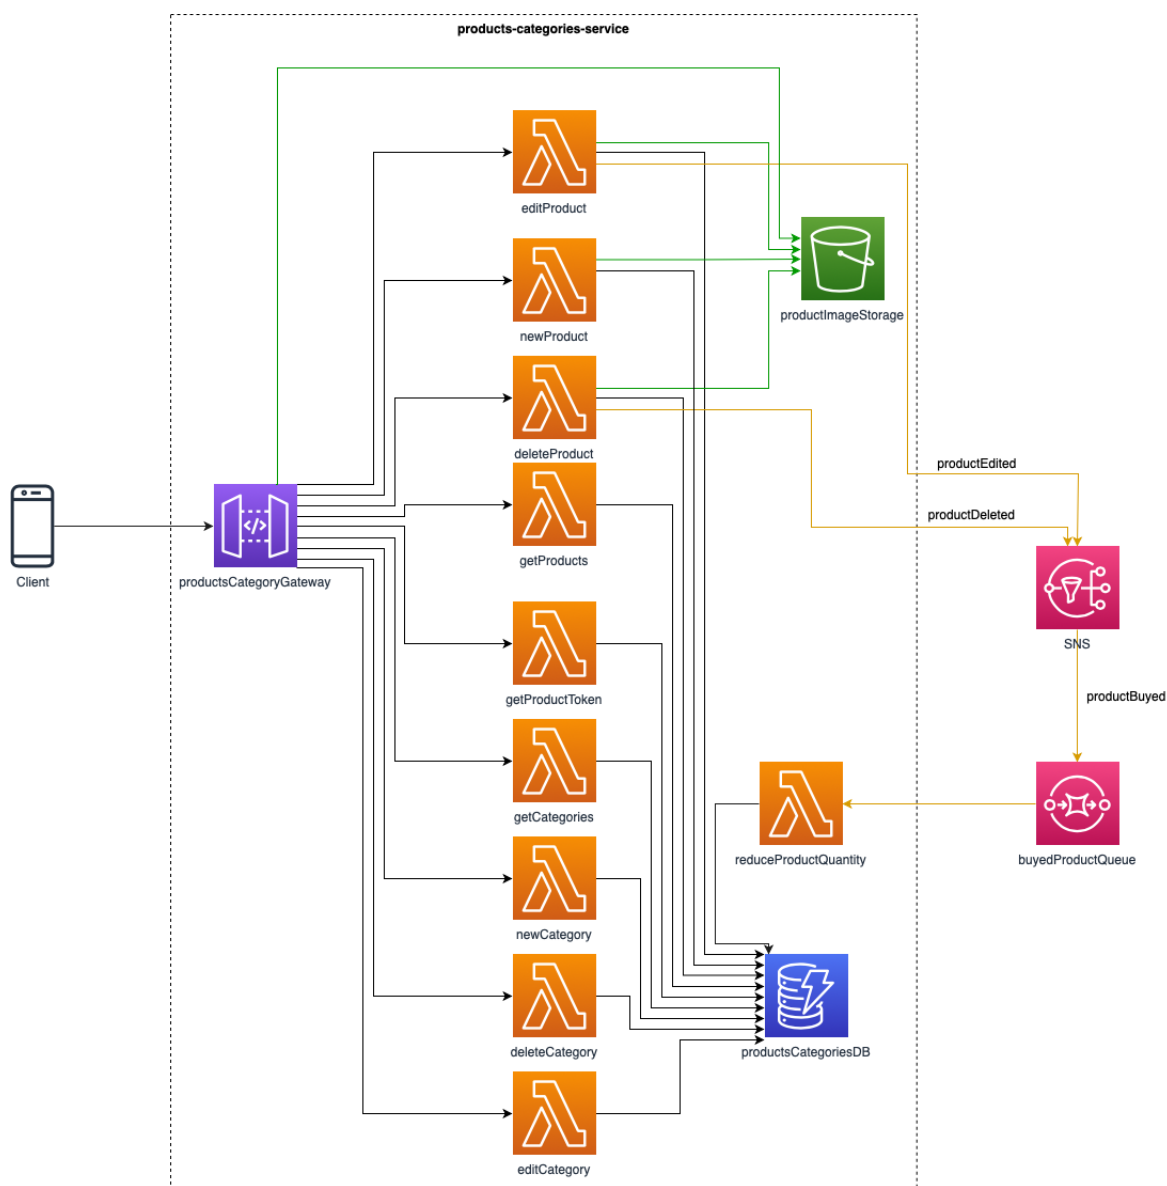 products-categories-service
editProduct
newProduct
productImageStorage
deleteProduct
productEdited
productDeleted
getProducts
</>
Client
productsCategoryGateway
SNS
getProductToken
productBuyed
getCategories
reduceProductQuantity
buyedProductQueue
newCategory
deleteCategory
productsCategoriesDB
editCategory